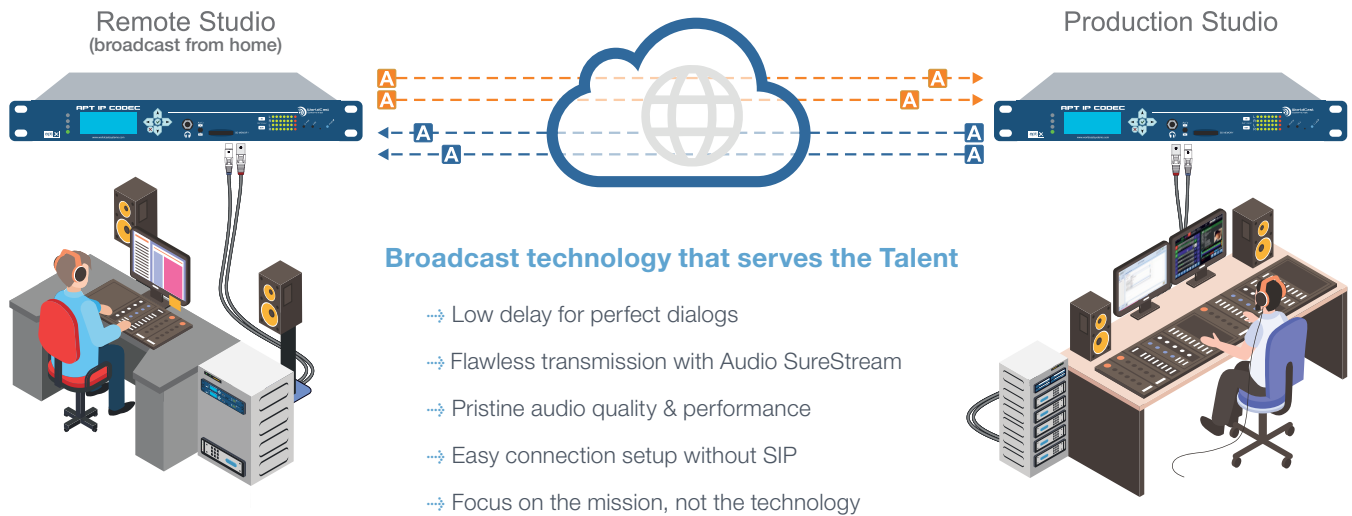 Remote Studio
(broadcast from home)
Production Studio
APT IP CODEC
WorldCast
APT IP CODEC
WorldCast
A
A
A
A
A
A
A
A
Broadcast technology that serves the Talent
Low delay for perfect dialogs
Flawless transmission with Audio SureStream
Pristine audio quality & performance
Easy connection setup without SIP
Focus on the mission, not the technology